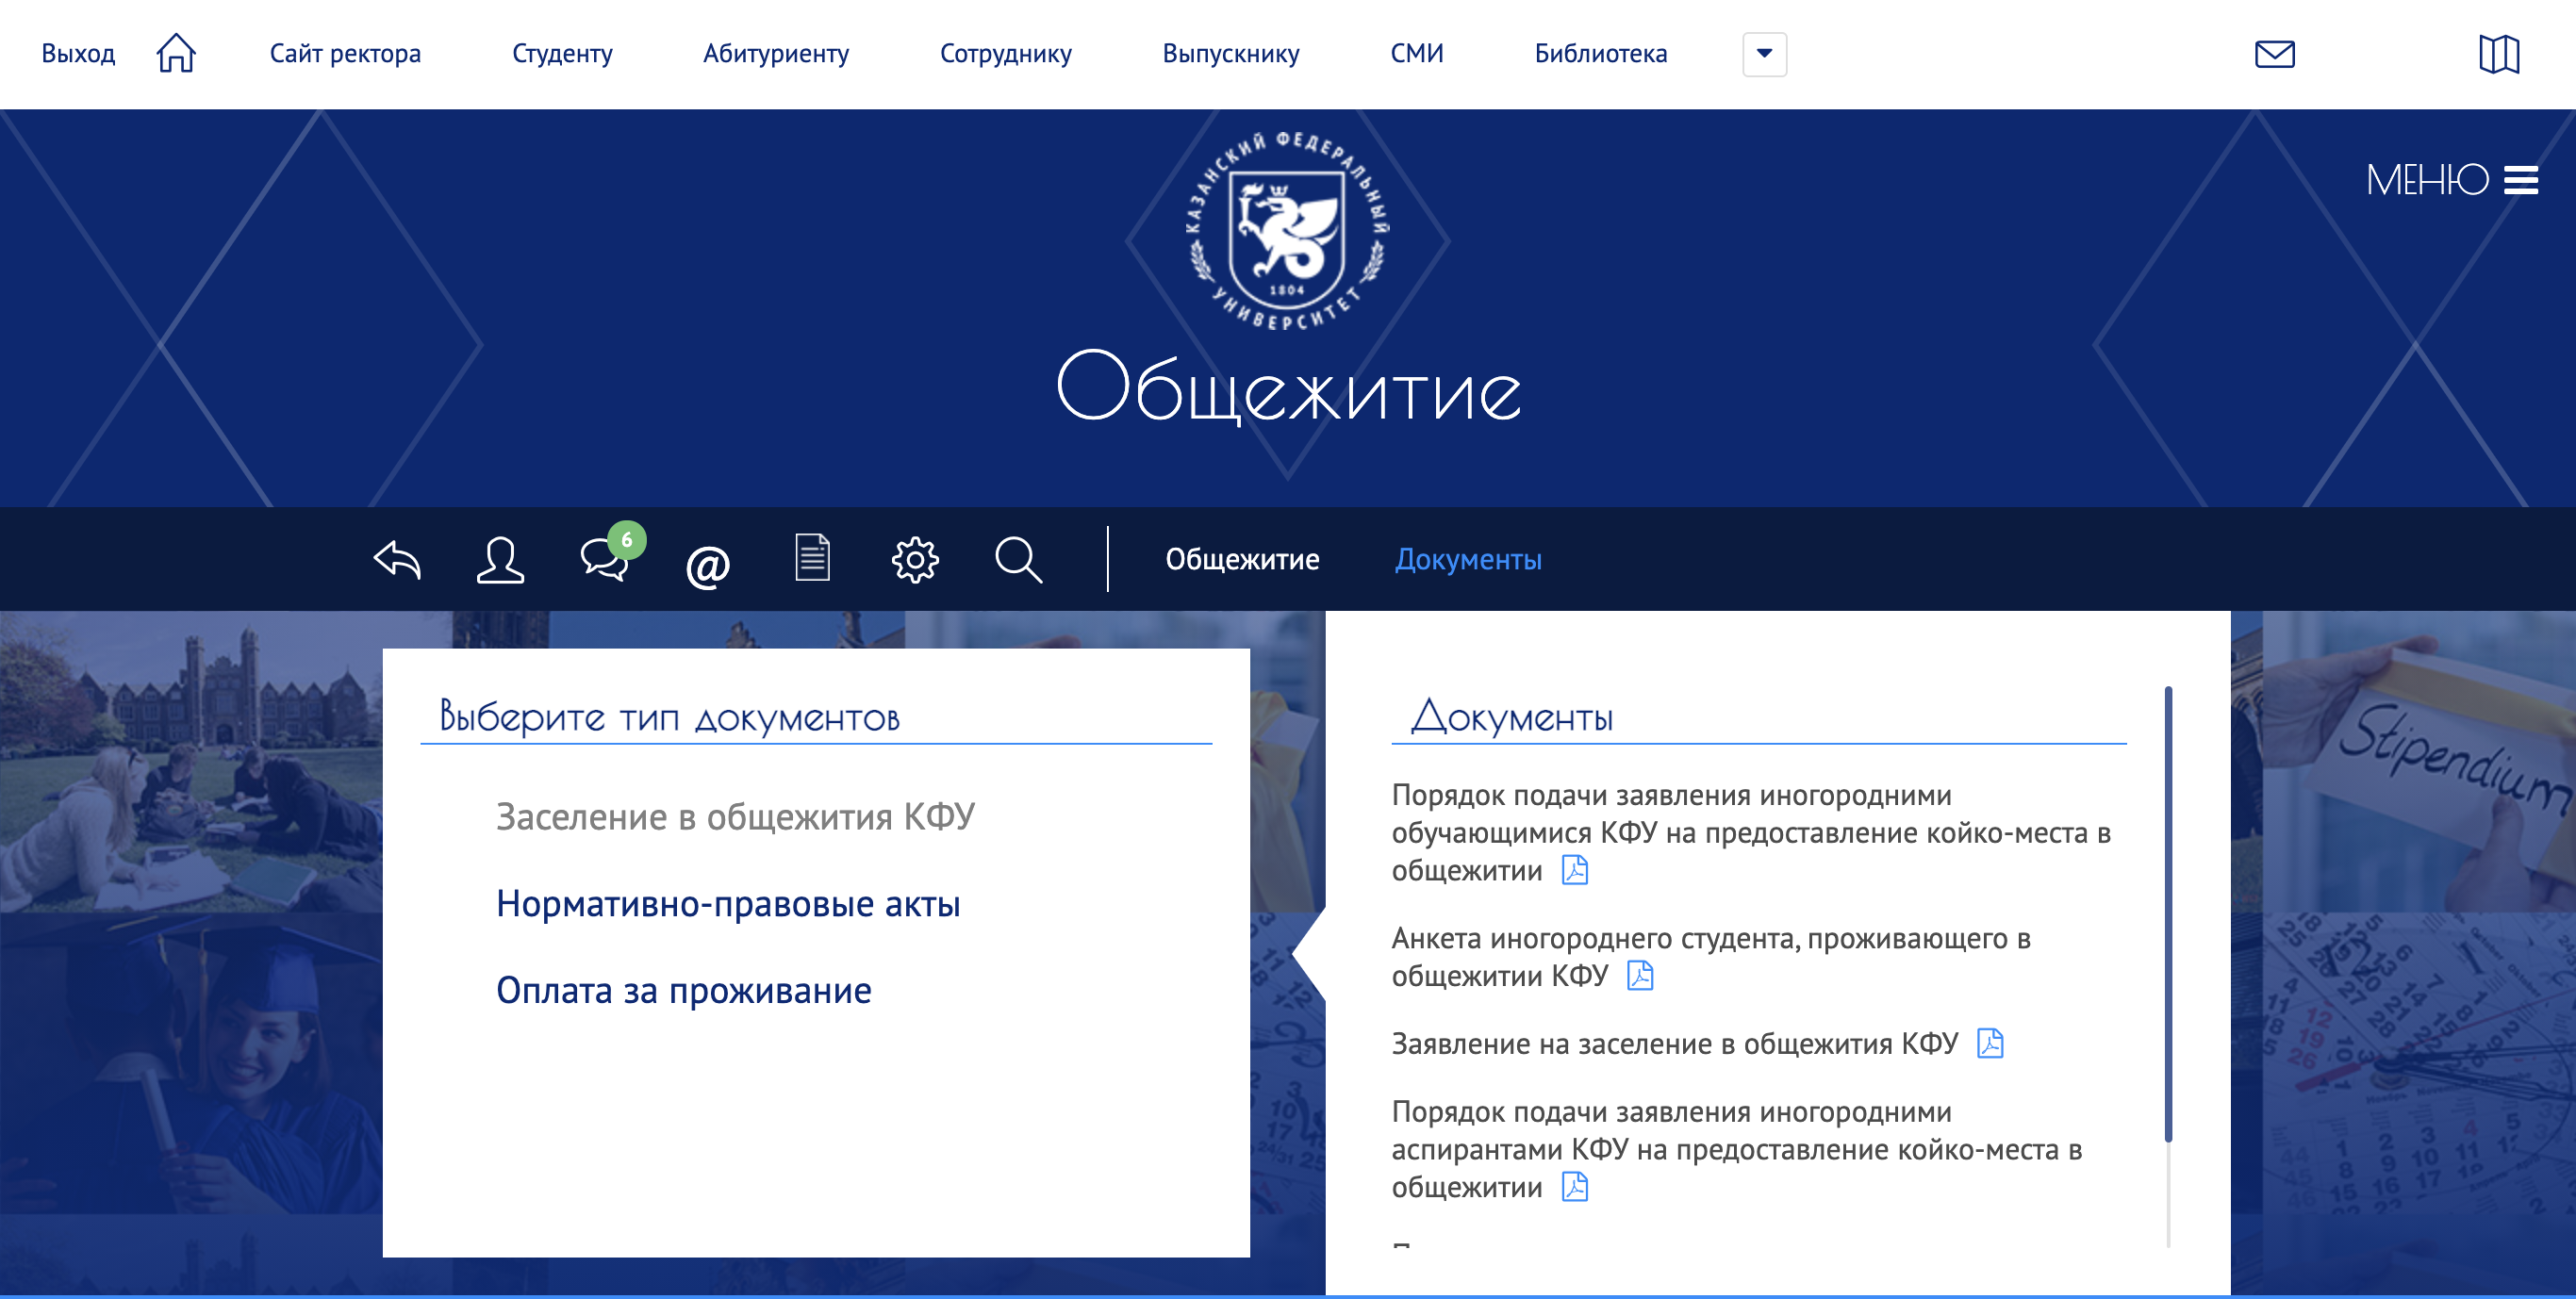 Выход
Сайт ректора
Студенту
Абитуриенту
Сотруднику
Выпускнику
СМИ
Библиотека
КАЗАНСКИЙ ФЕДЕРАЛЬНЫЙ УНИВЕРСИТЕТ
1804
МЕНЮ
Общежитие
6
@
Общежитие
Документы
Выберите тип документов
Заселение в общежития КФУ
Нормативно-правовые акты
Оплата за проживание
Документы
Порядок подачи заявления иногородними
обучающимися КФУ на предоставление койко-места в
общежитии
Анкета иногороднего студента, проживающего в
общежитии КФУ
Заявление на заселение в общежития КФУ
Порядок подачи заявления иногородними
аспирантами КФУ на предоставление койко-места в
общежитии
Stipendium